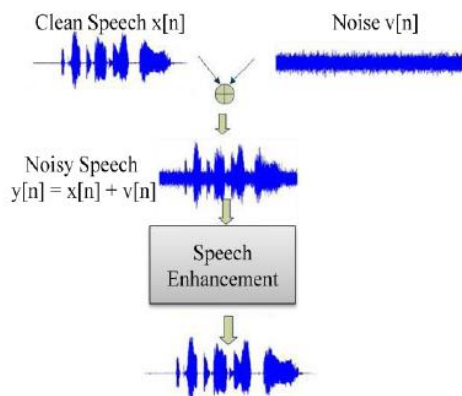 Clean Speech x[n]
Noise v[n]
Noisy Speech
y[n] = x[n] + v[n]
Speech
Enhancement